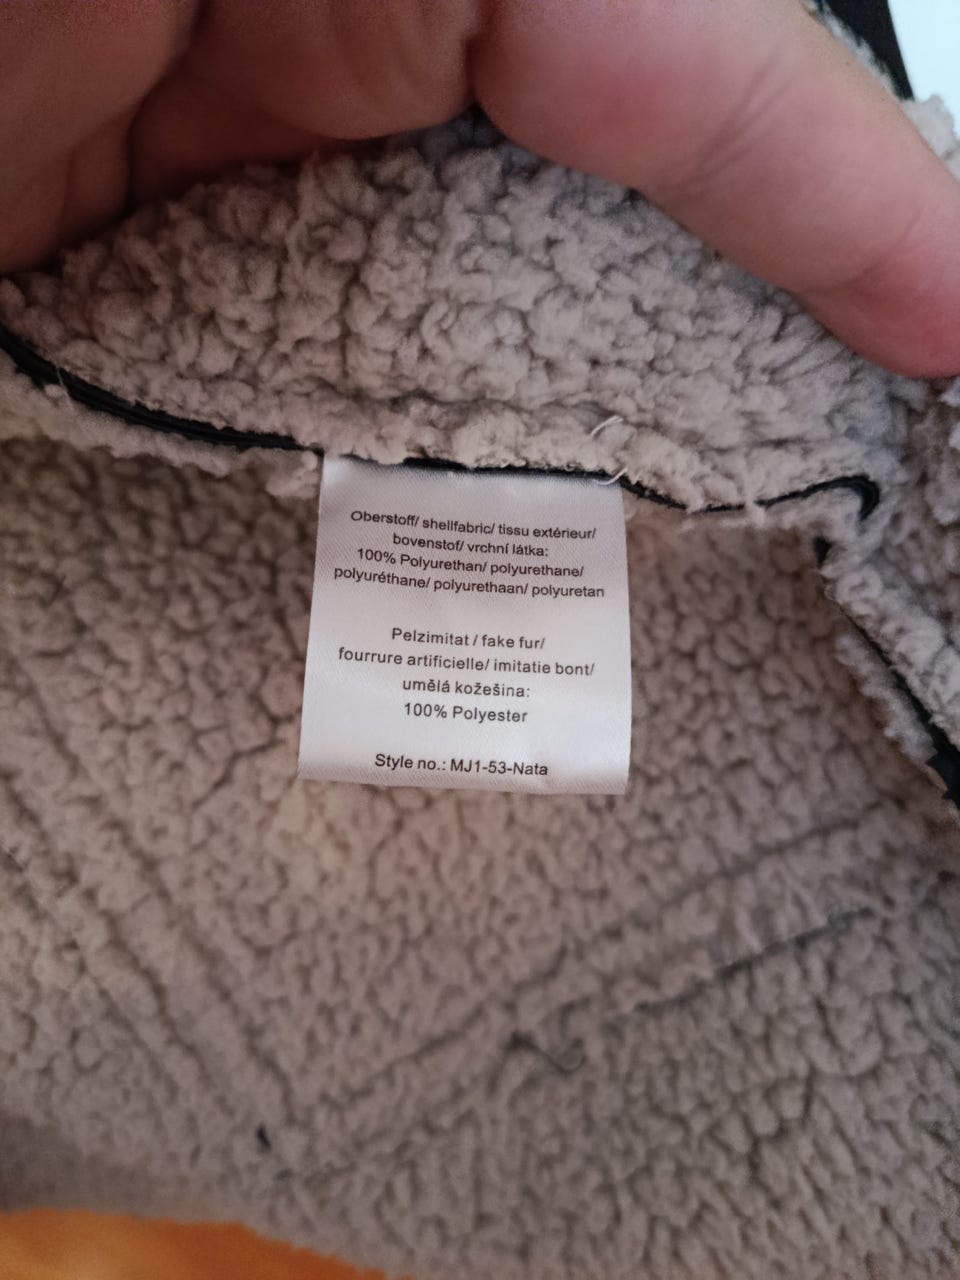 Oberstoff/ shellfabric/ tissu extérieur/
bovenstof/ vrchní látka:
100% Polyurethan/ polyurethane/
polyuréthane/ polyurethaan/ polyuretan
Pelzimitat / fake fur/
fourrure artificielle/ imitatie bont/
umělá kožešina:
100% Polyester
Style no.: MJ1-53-Nata